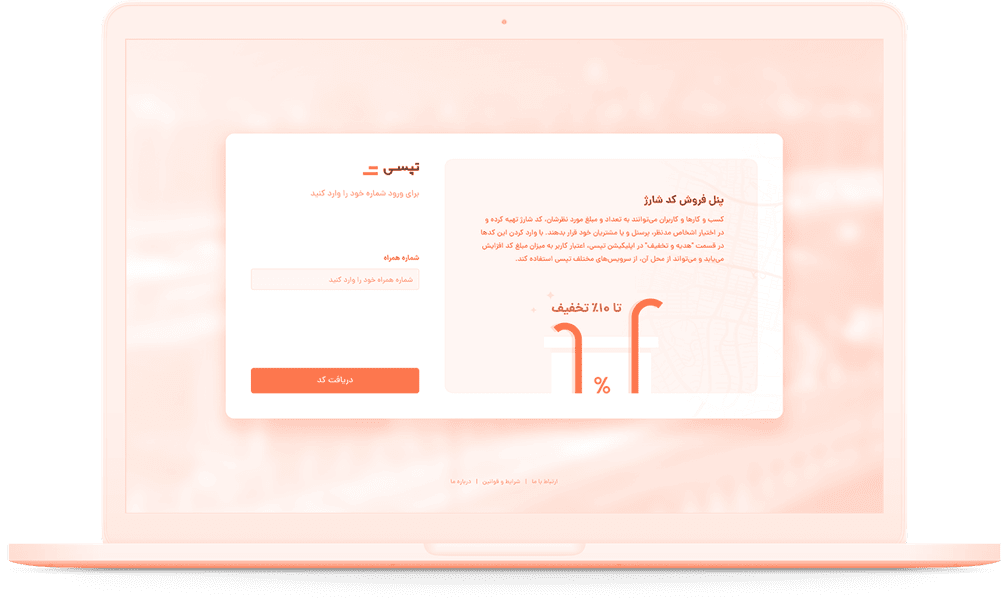 تپسی
برای ورود شماره خود را وارد کنید
شماره همراه
شماره همراه خود را وارد کنید
دریافت کد
پنل فروش کد شارژ
کسب و کارها و کاربران می‌توانند به تعداد و مبلغ مورد نظرشان، کد شارژ تهیه کرده و
در اختیار اشخاص مدنظر، پرسنل و یا مشتریان خود قرار بدهند. با وارد کردن این کدها
در قسمت "هدیه و تخفیف" در اپلیکیشن تپسی، اعتبار کاربر به میزان مبلغ کد افزایش
می‌یابد و می‌تواند از محل آن، از سرویس‌های مختلف تپسی استفاده کند.
تا ۱۰٪ تخفیف
%
ارتباط با ما | شرایط و قوانین | درباره ما